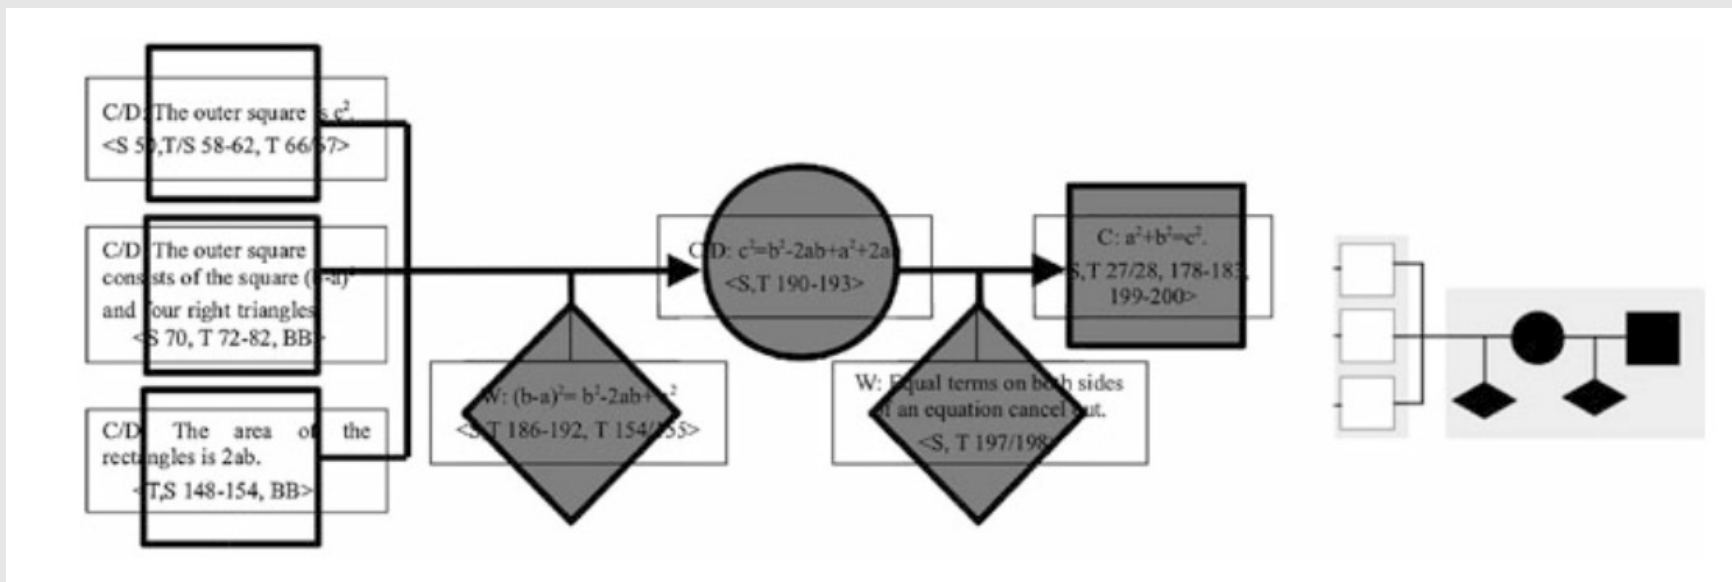 C/D: The outer square is c².
<S 50,T/S 58-62, T 66/67>
C/D: The outer square
consists of the square (b-a)²
and four right triangles
<S 70, T 72-82, BB>
C/D: The area of the
rectangles is 2ab.
<T,S 148-154, BB>
W: (b-a)²= b²-2ab+a²
<S,T 186-192, T 154/155>
C/D: c²=b²-2ab+a²+2ab
<S,T 190-193>
W: Equal terms on both sides
of an equation cancel out.
<S, T 197/198>
C: a²+b²=c².
<S,T 27/28, 178-183,
199-200>